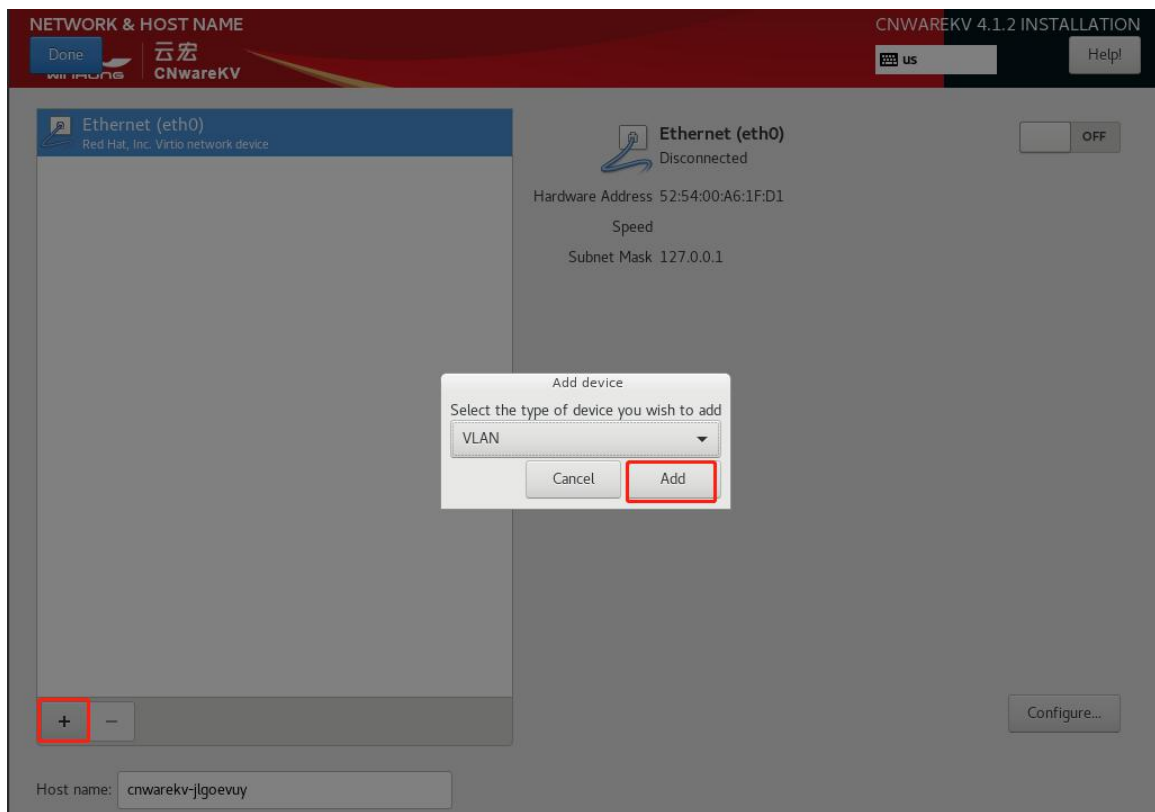 NETWORK & HOST NAME
CNWAREKV 4.1.2 INSTALLATION
Done
云宏
CNwareKV
us
Help!
Ethernet (eth0)
Red Hat, Inc. Virtio network device
Ethernet (eth0)
Disconnected
OFF
Hardware Address 52:54:00:A6:1F:D1
Speed
Subnet Mask 127.0.0.1
Add device
Select the type of device you wish to add
VLAN
Cancel
Add
+
−
Configure...
Host name: cnwarekv-jlgoevuy